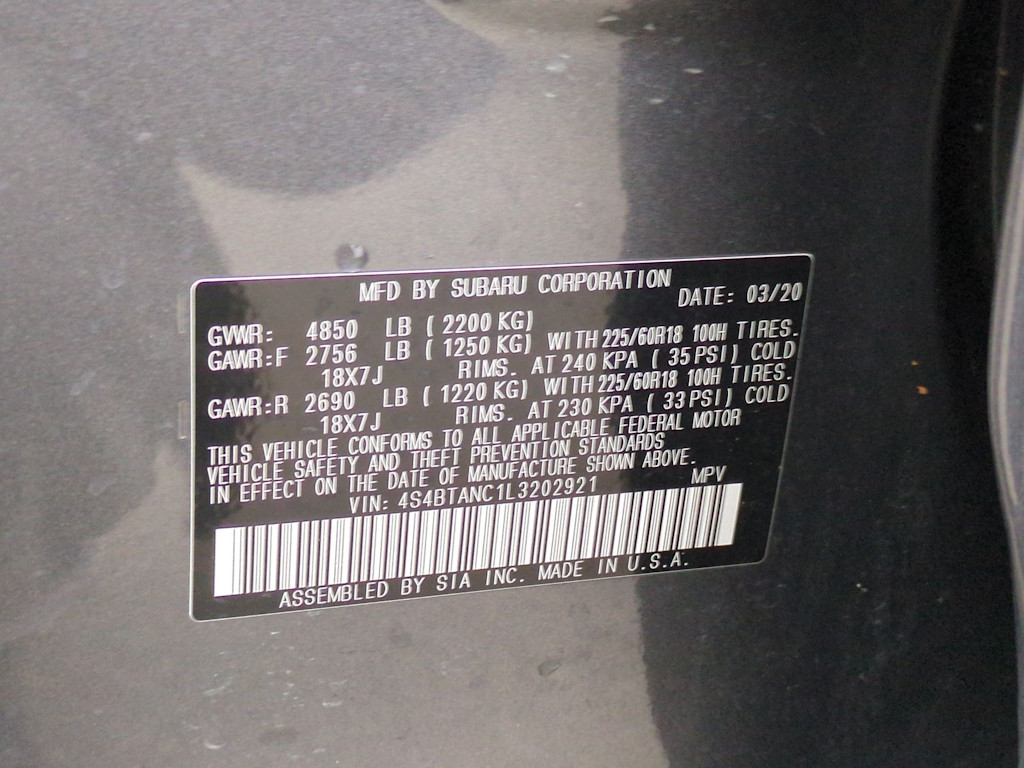 MFD BY SUBARU CORPORATION
DATE: 03/20
GVWR: 4850 LB ( 2200 KG)
GAWR:F 2756 LB ( 1250 KG) WITH 225/60R18 100H TIRES.
18X7J RIMS. AT 240 KPA ( 35 PSI) COLD
GAWR:R 2690 LB ( 1220 KG) WITH 225/60R18 100H TIRES.
18X7J RIMS. AT 230 KPA ( 33 PSI) COLD
THIS VEHICLE CONFORMS TO ALL APPLICABLE FEDERAL MOTOR
VEHICLE SAFETY AND THEFT PREVENTION STANDARDS
IN EFFECT ON THE DATE OF MANUFACTURE SHOWN ABOVE.
VIN: 4S4BTANC1L3202921 MPV
ASSEMBLED BY SIA INC. MADE IN U.S.A.